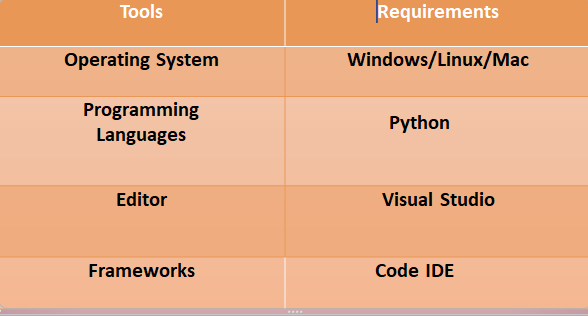 Tools Requirements
Operating System Windows/Linux/Mac
Programming
Languages
Python
Editor Visual Studio
Frameworks Code IDE